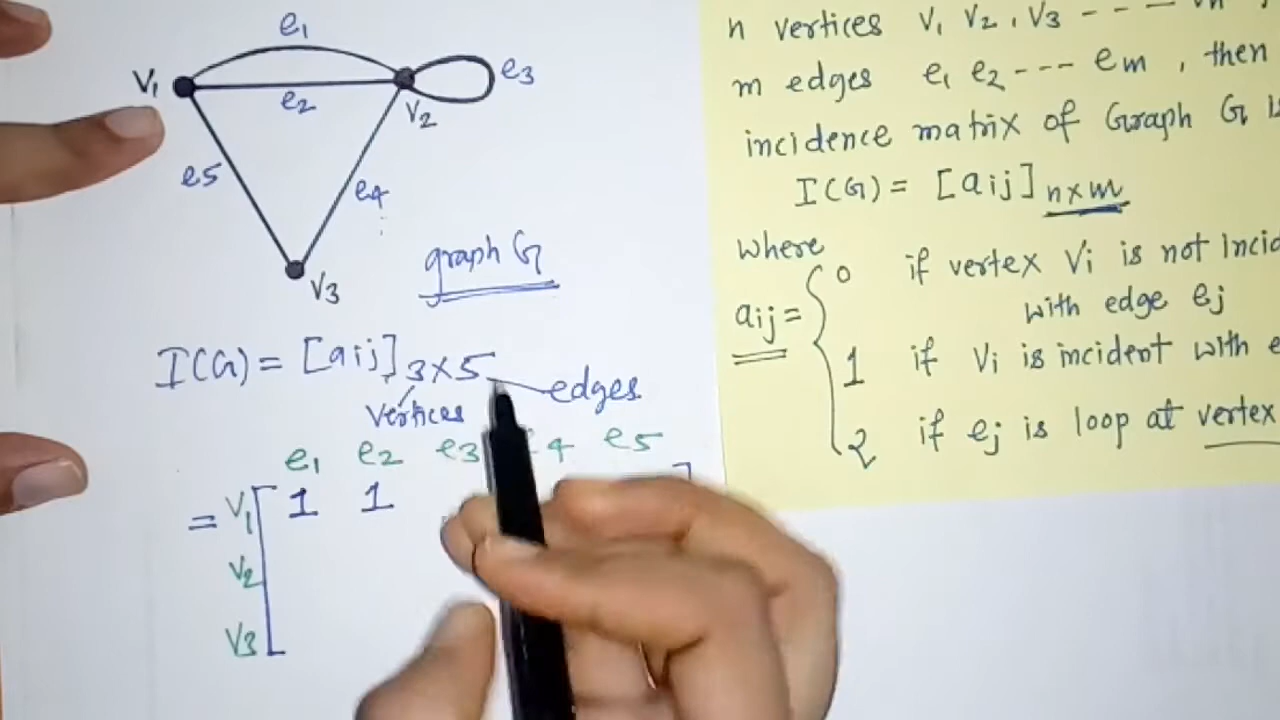 e1
V1
e2
e3
V2
e5
e4
V3
graph G
I(G) = [aij] 3×5
vertices
edges
e1 e2 e3 4 e5
= V1 1 1
V2
V3
n vertices V1 V2, V3 - - - -
m edges e1 e2 --- em, then
incidence matrix of Graph G
I(G) = [aij] n×m
where
aij =
0 if vertex Vi is not
with edge ej
1 if Vi is incident with
2 if ej is loop at vertex